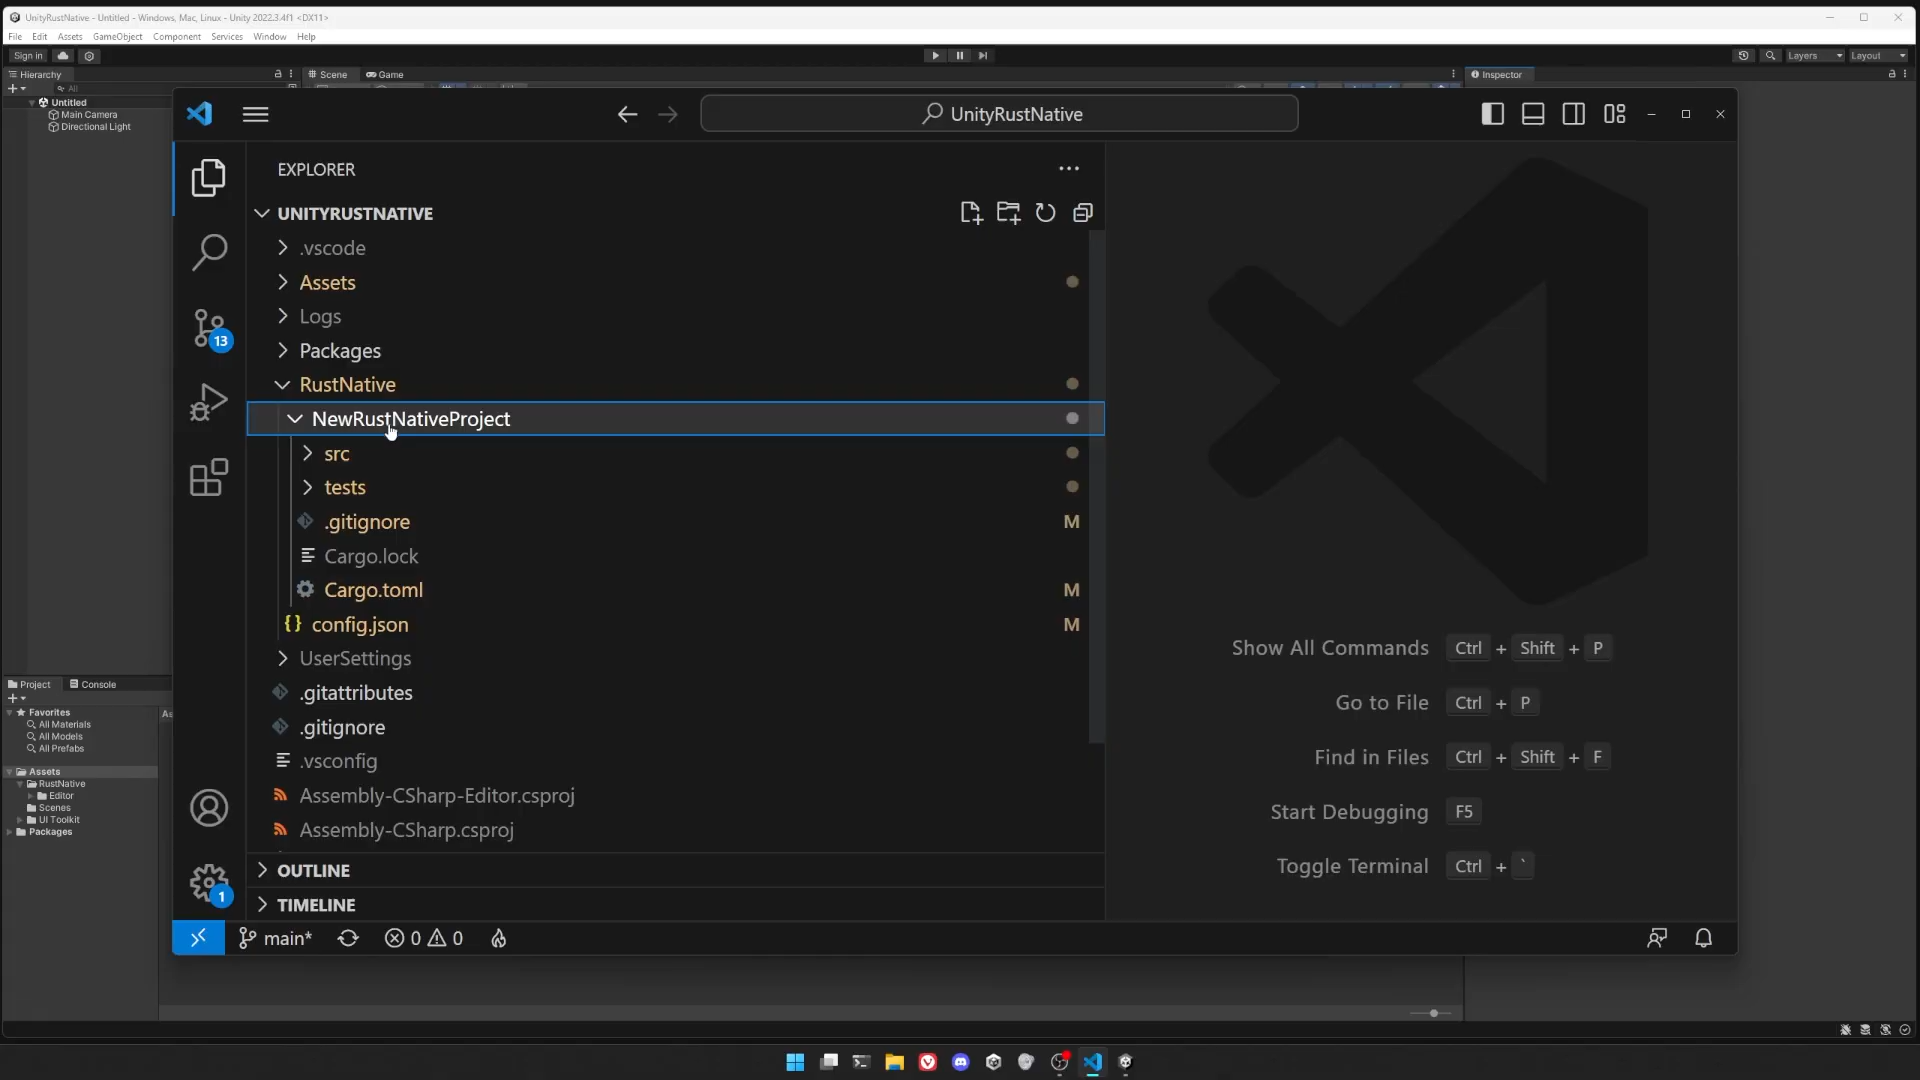 UnityRustNative - Untitled - Windows, Mac, Linux - Unity 2022.3.4f1 <DX11>
File Edit Assets GameObject Component Services Window Help
Sign in
Layers
Layout
Hierarchy
Scene
Game
Inspector
All
Untitled
Main Camera
Directional Light
UnityRustNative
EXPLORER
UNITYRUSTNATIVE
.vscode
Assets
Logs
Packages
RustNative
NewRustNativeProject
src
tests
.gitignore M
Cargo.lock
Cargo.toml M
config.json M
UserSettings
.gitattributes
.gitignore
.vsconfig
Assembly-CSharp-Editor.csproj
Assembly-CSharp.csproj
OUTLINE
TIMELINE
13
1
main*
0 0
Show All Commands Ctrl + Shift + P
Go to File Ctrl + P
Find in Files Ctrl + Shift + F
Start Debugging F5
Toggle Terminal Ctrl + `
Project
Console
Favorites
All Materials
All Models
All Prefabs
Assets
RustNative
Editor
Scenes
UI Toolkit
Packages
As